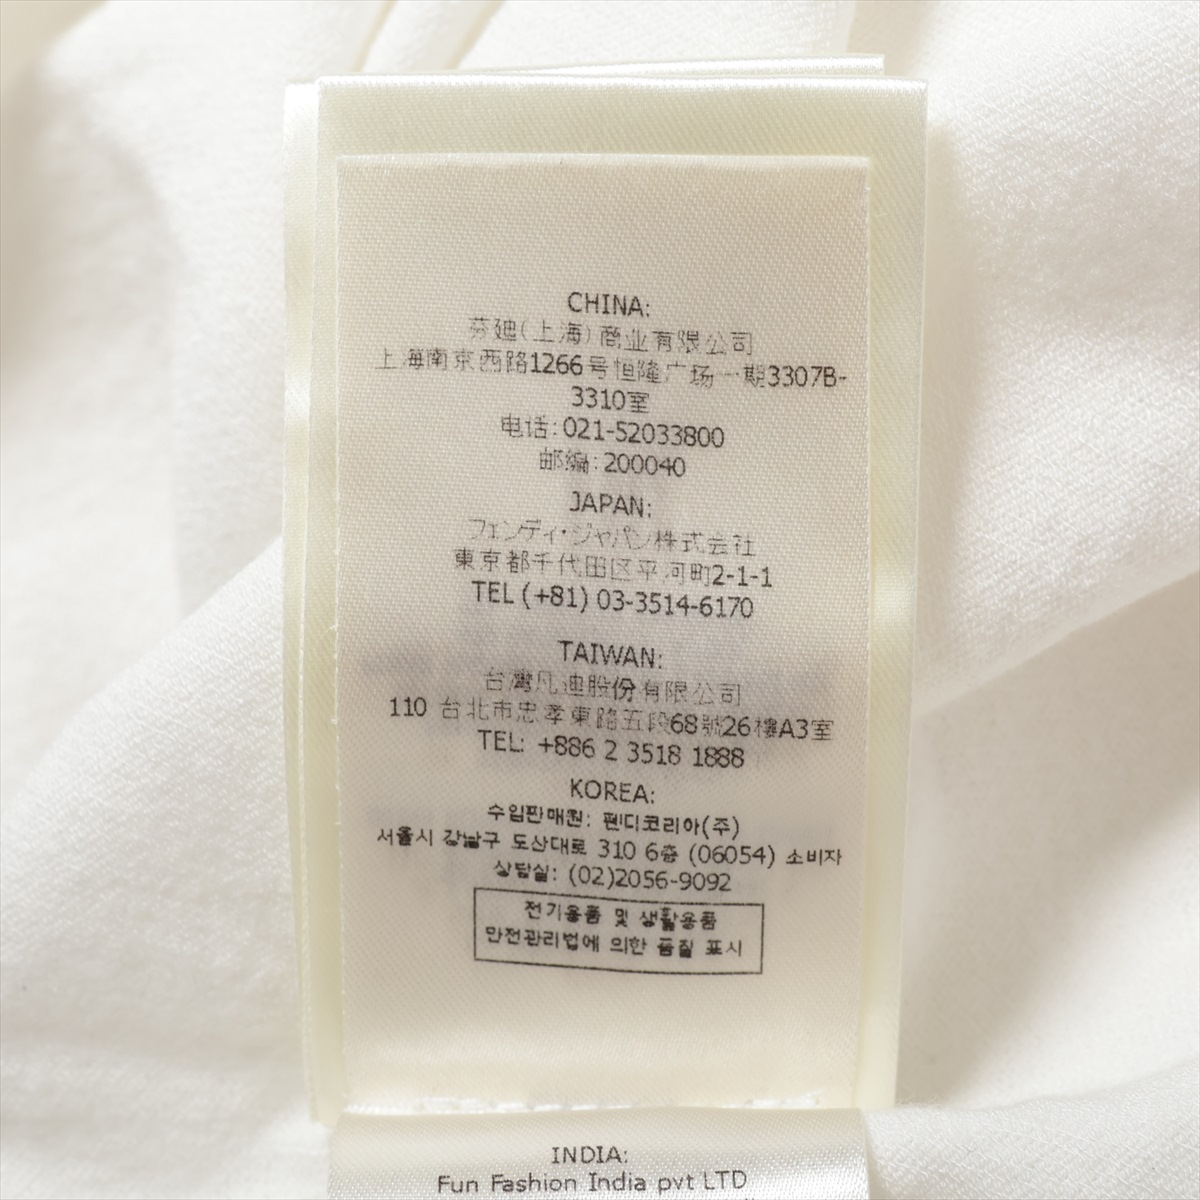 CHINA:
芬迪(上海)商业有限公司
上海南京西路1266号恒隆广场一期3307B-
3310室
电话:021-52033800
邮编:200040
JAPAN:
フェンディ・ジャパン株式会社
東京都千代田区平河町2-1-1
TEL (+81) 03-3514-6170
TAIWAN:
台灣凡迪股份有限公司
110 台北市忠孝東路五段68號26樓A3室
TEL: +886 2 3518 1888
KOREA:
수입판매원: 펜디코리아(주)
서울시 강남구 도산대로 310 6층 (06054) 소비자
상담실: (02)2056-9092
전기용품 및 생활용품
안전관리법에 의한 품질 표시
INDIA:
Fun Fashion India pvt LTD